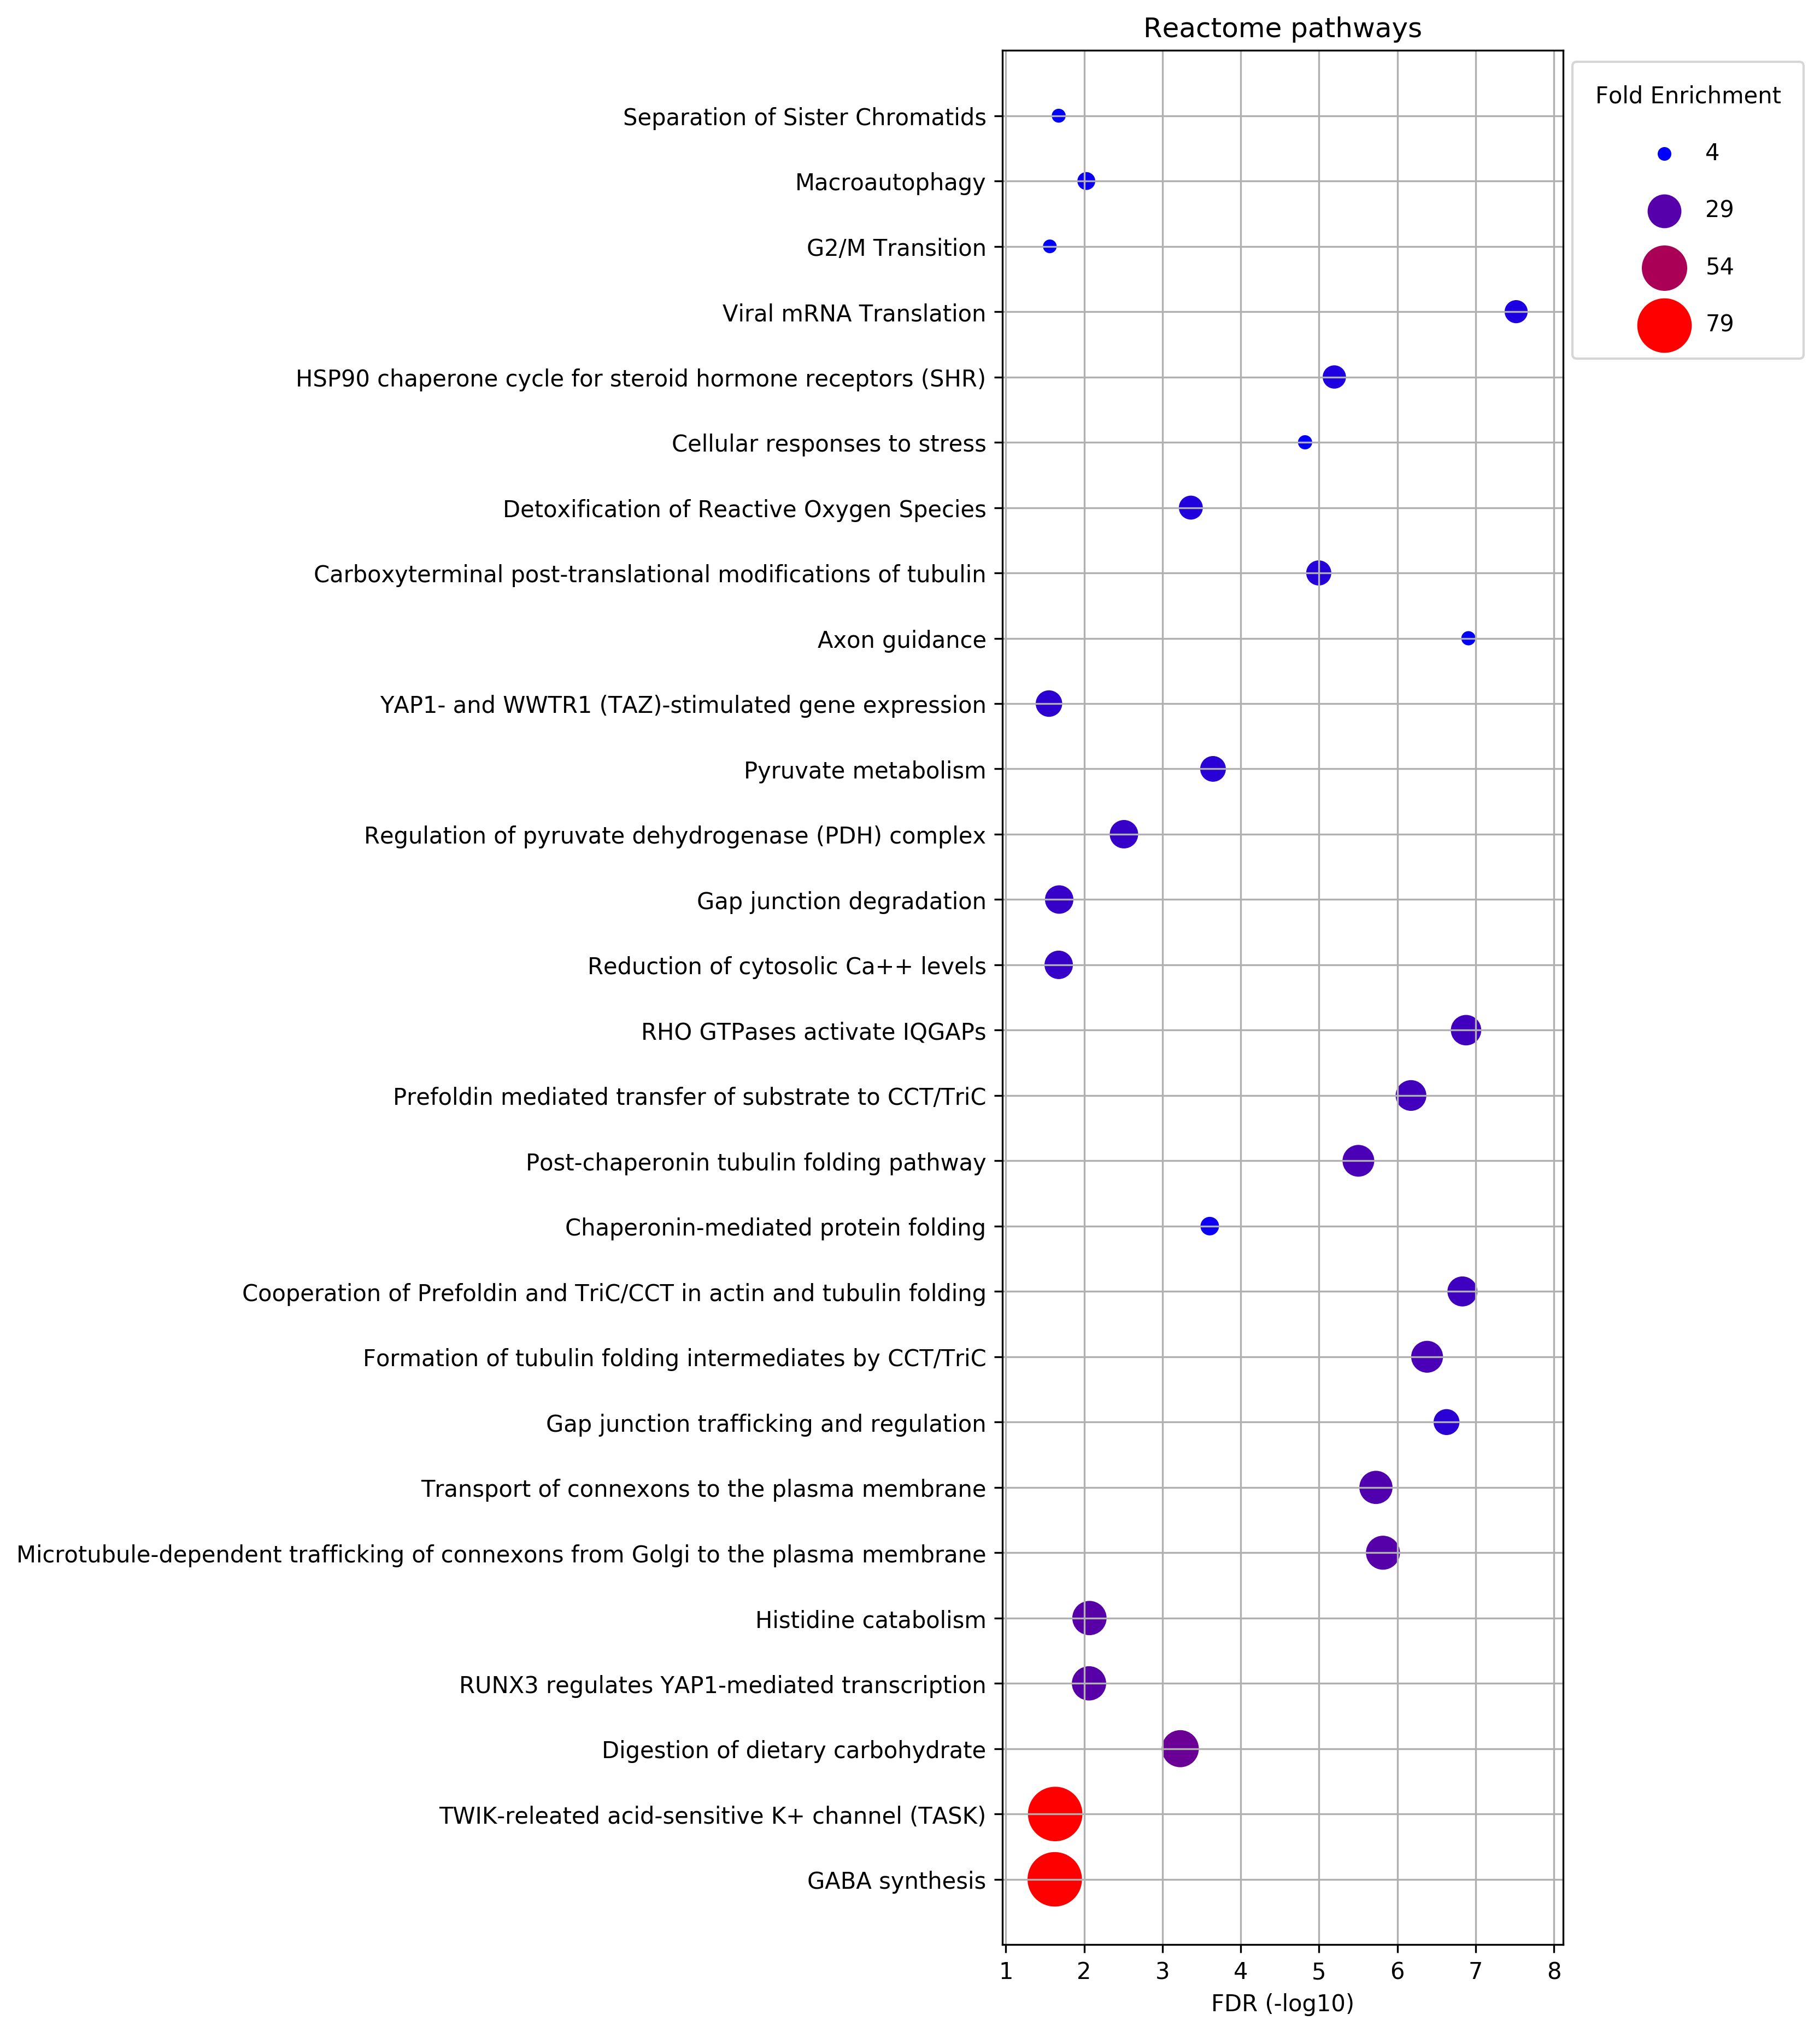 Reactome pathways
Fold Enrichment
4
29
54
79
Separation of Sister Chromatids
Macroautophagy
G2/M Transition
Viral mRNA Translation
HSP90 chaperone cycle for steroid hormone receptors (SHR)
Cellular responses to stress
Detoxification of Reactive Oxygen Species
Carboxyterminal post-translational modifications of tubulin
Axon guidance
YAP1- and WWTR1 (TAZ)-stimulated gene expression
Pyruvate metabolism
Regulation of pyruvate dehydrogenase (PDH) complex
Gap junction degradation
Reduction of cytosolic Ca++ levels
RHO GTPases activate IQGAPs
Prefoldin mediated transfer of substrate to CCT/TriC
Post-chaperonin tubulin folding pathway
Chaperonin-mediated protein folding
Cooperation of Prefoldin and TriC/CCT in actin and tubulin folding
Formation of tubulin folding intermediates by CCT/TriC
Gap junction trafficking and regulation
Transport of connexons to the plasma membrane
Microtubule-dependent trafficking of connexons from Golgi to the plasma membrane
Histidine catabolism
RUNX3 regulates YAP1-mediated transcription
Digestion of dietary carbohydrate
TWIK-releated acid-sensitive K+ channel (TASK)
GABA synthesis
1 2 3 4 5 6 7 8
FDR (-log10)